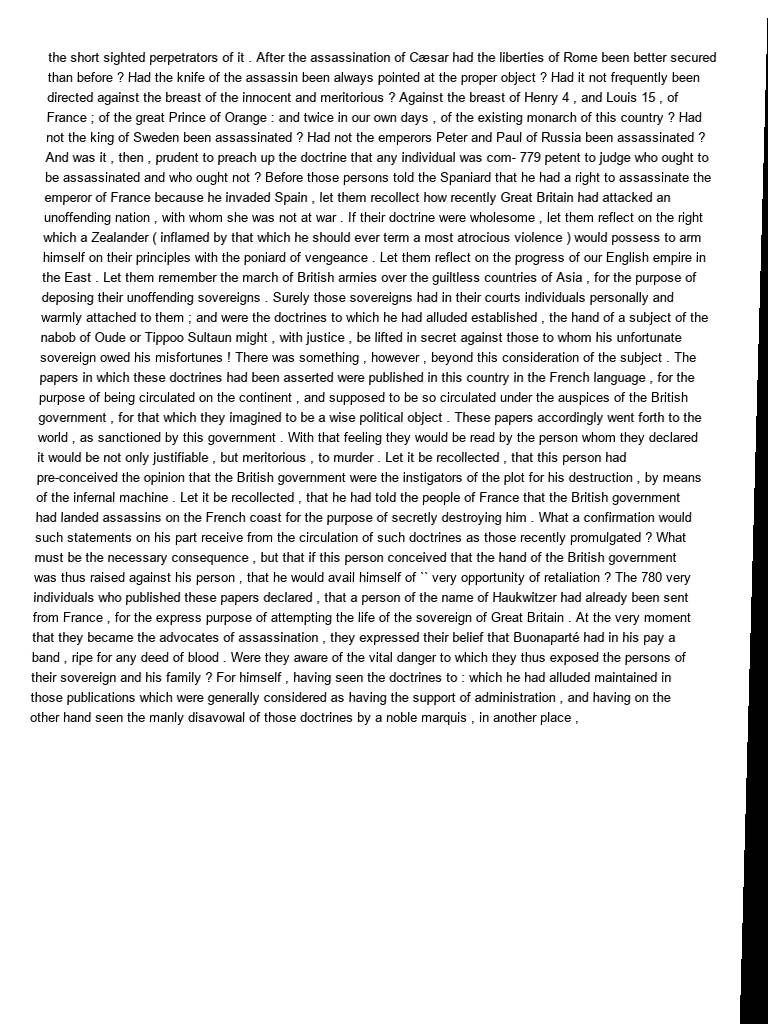 the short sighted perpetrators of it . After the assassination of Cæsar had the liberties of Rome been better secured
than before ? Had the knife of the assassin been always pointed at the proper object ? Had it not frequently been
directed against the breast of the innocent and meritorious ? Against the breast of Henry 4 , and Louis 15 , of
France ; of the great Prince of Orange : and twice in our own days , of the existing monarch of this country ? Had
not the king of Sweden been assassinated ? Had not the emperors Peter and Paul of Russia been assassinated ?
And was it , then , prudent to preach up the doctrine that any individual was com- 779 petent to judge who ought to
be assassinated and who ought not ? Before those persons told the Spaniard that he had a right to assassinate the
emperor of France because he invaded Spain , let them recollect how recently Great Britain had attacked an
unoffending nation , with whom she was not at war . If their doctrine were wholesome , let them reflect on the right
which a Zealander ( inflamed by that which he should ever term a most atrocious violence ) would possess to arm
himself on their principles with the poniard of vengeance . Let them reflect on the progress of our English empire in
the East . Let them remember the march of British armies over the guiltless countries of Asia , for the purpose of
deposing their unoffending sovereigns . Surely those sovereigns had in their courts individuals personally and
warmly attached to them ; and were the doctrines to which he had alluded established , the hand of a subject of the
nabob of Oude or Tippoo Sultaun might , with justice , be lifted in secret against those to whom his unfortunate
sovereign owed his misfortunes ! There was something , however , beyond this consideration of the subject . The
papers in which these doctrines had been asserted were published in this country in the French language , for the
purpose of being circulated on the continent , and supposed to be so circulated under the auspices of the British
government , for that which they imagined to be a wise political object . These papers accordingly went forth to the
world , as sanctioned by this government . With that feeling they would be read by the person whom they declared
it would be not only justifiable , but meritorious , to murder . Let it be recollected , that this person had
pre-conceived the opinion that the British government were the instigators of the plot for his destruction , by means
of the infernal machine . Let it be recollected , that he had told the people of France that the British government
had landed assassins on the French coast for the purpose of secretly destroying him . What a confirmation would
such statements on his part receive from the circulation of such doctrines as those recently promulgated ? What
must be the necessary consequence , but that if this person conceived that the hand of the British government
was thus raised against his person , that he would avail himself of `` very opportunity of retaliation ? The 780 very
individuals who published these papers declared , that a person of the name of Haukwitzer had already been sent
from France , for the express purpose of attempting the life of the sovereign of Great Britain . At the very moment
that they became the advocates of assassination , they expressed their belief that Buonaparté had in his pay a
band , ripe for any deed of blood . Were they aware of the vital danger to which they thus exposed the persons of
their sovereign and his family ? For himself , having seen the doctrines to : which he had alluded maintained in
those publications which were generally considered as having the support of administration , and having on the
other hand seen the manly disavowal of those doctrines by a noble marquis , in another place ,